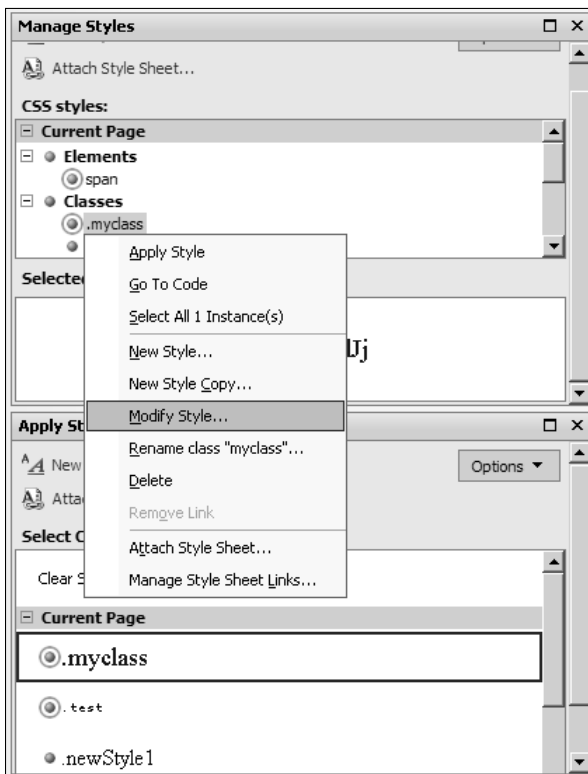 Manage Styles
Attach Style Sheet...
CSS styles:
Current Page
Elements
span
Classes
.myclass
Apply Style
Go To Code
Select All 1 Instance(s)
New Style...
New Style Copy...
Modify Style...
Rename class "myclass"...
Delete
Remove Link
Attach Style Sheet...
Manage Style Sheet Links...
Selected
Apply St
New
Options
Attac
Select C
Clear S
Current Page
.myclass
.test
.newStyle1